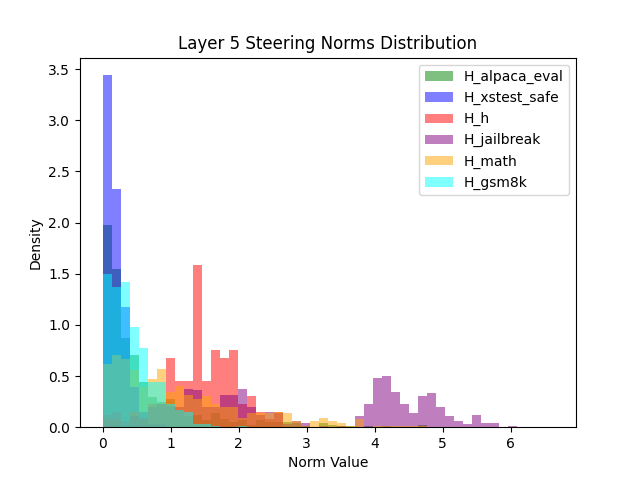 Layer 5 Steering Norms Distribution
H_alpaca_eval
H_xstest_safe
H_h
H_jailbreak
H_math
H_gsm8k
3.5
3.0
2.5
2.0
1.5
1.0
0.5
0.0
Density
0 1 2 3 4 5 6
Norm Value